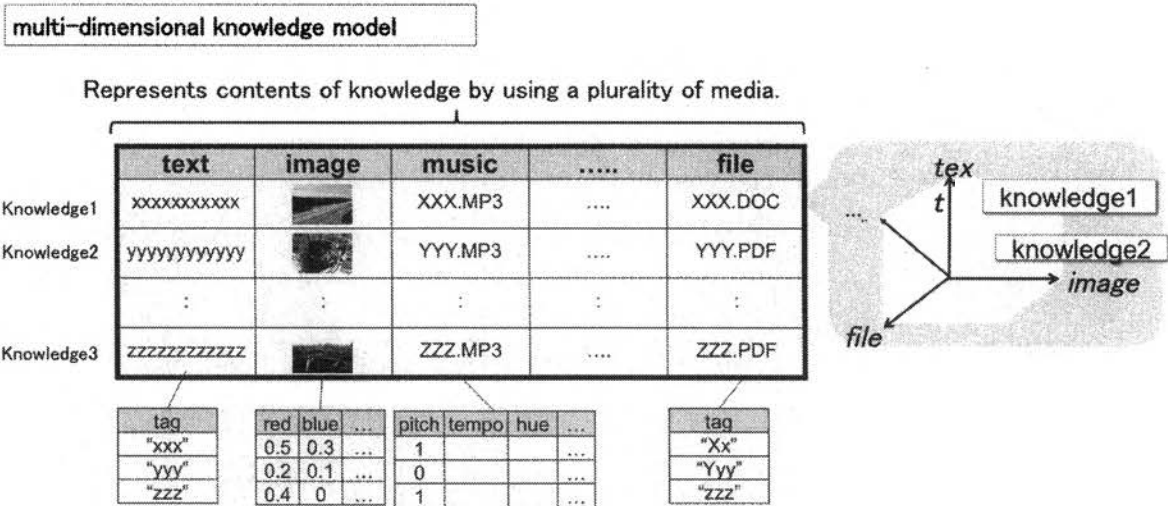 multi-dimensional knowledge model
Represents contents of knowledge by using a plurality of media.
text image music ..... file
Knowledge1 xxxxxxxxxxx XXX.MP3 .... XXX.DOC
Knowledge2 yyyyyyyyyyyy YYY.MP3 .... YYY.PDF
: : : : :
Knowledge3 zzzzzzzzzzzz ZZZ.MP3 .... ZZZ.PDF
tex
t
....
knowledge1
knowledge2
image
file
tag
"xxx"
"yyy"
"zzz"
red blue ...
0.5 0.3 ...
0.2 0.1 ...
0.4 0 ...
pitch tempo hue ...
1 ...
0 ...
1 ...
tag
"Xx"
"Yyy"
"zzz"